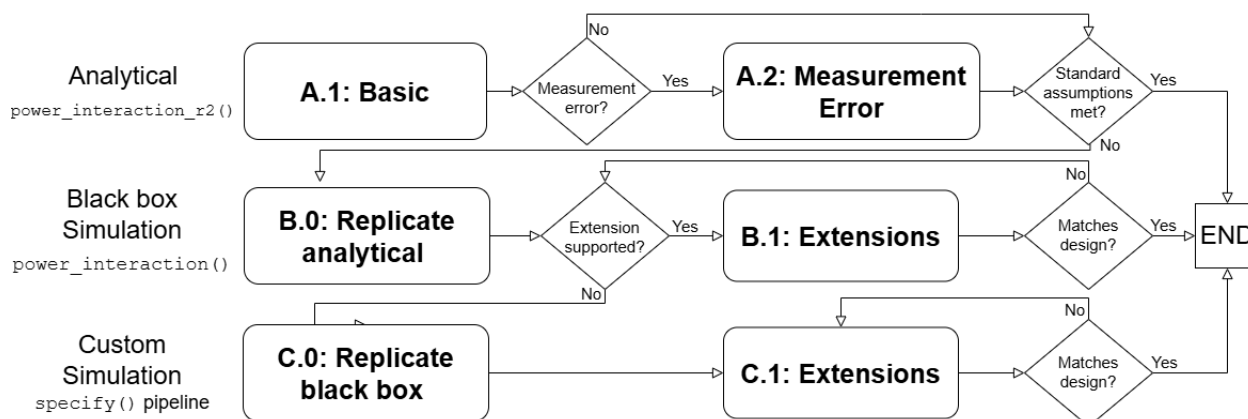 Analytical
power_interaction_r2()
A.1: Basic
Measurement
error?
No
Yes
A.2: Measurement
Error
Standard
assumptions
met?
Yes
No
Black box
Simulation
power_interaction()
B.0: Replicate
analytical
Extension
supported?
Yes
No
B.1: Extensions
No
Matches
design?
Yes
END
Custom
Simulation
specify() pipeline
C.0: Replicate
black box
C.1: Extensions
No
Matches
design?
Yes